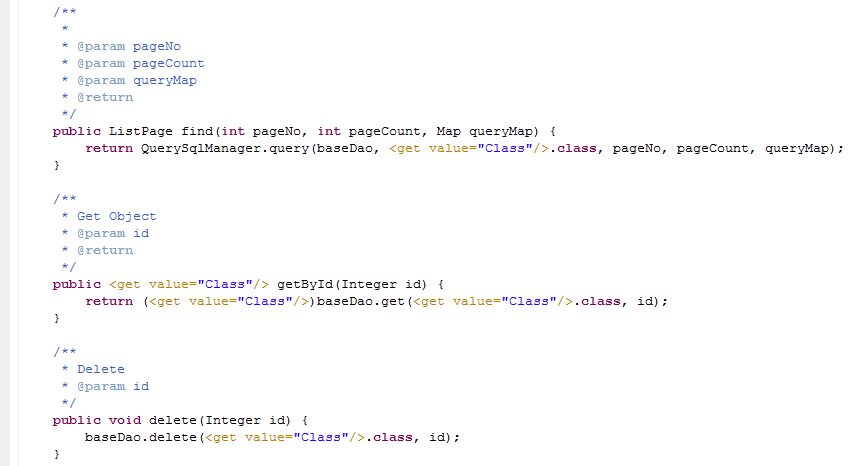 /**
 *
 * @param pageNo
 * @param pageCount
 * @param queryMap
 * @return
 */
public ListPage find(int pageNo, int pageCount, Map queryMap) {
    return QuerySqlManager.query(baseDao, <get value="Class"/>.class, pageNo, pageCount, queryMap);
}
/**
 * Get Object
 * @param id
 * @return
 */
public <get value="Class"/> getById(Integer id) {
    return (<get value="Class"/>)baseDao.get(<get value="Class"/>.class, id);
}
/**
 * Delete
 * @param id
 */
public void delete(Integer id) {
    baseDao.delete(<get value="Class"/>.class, id);
}